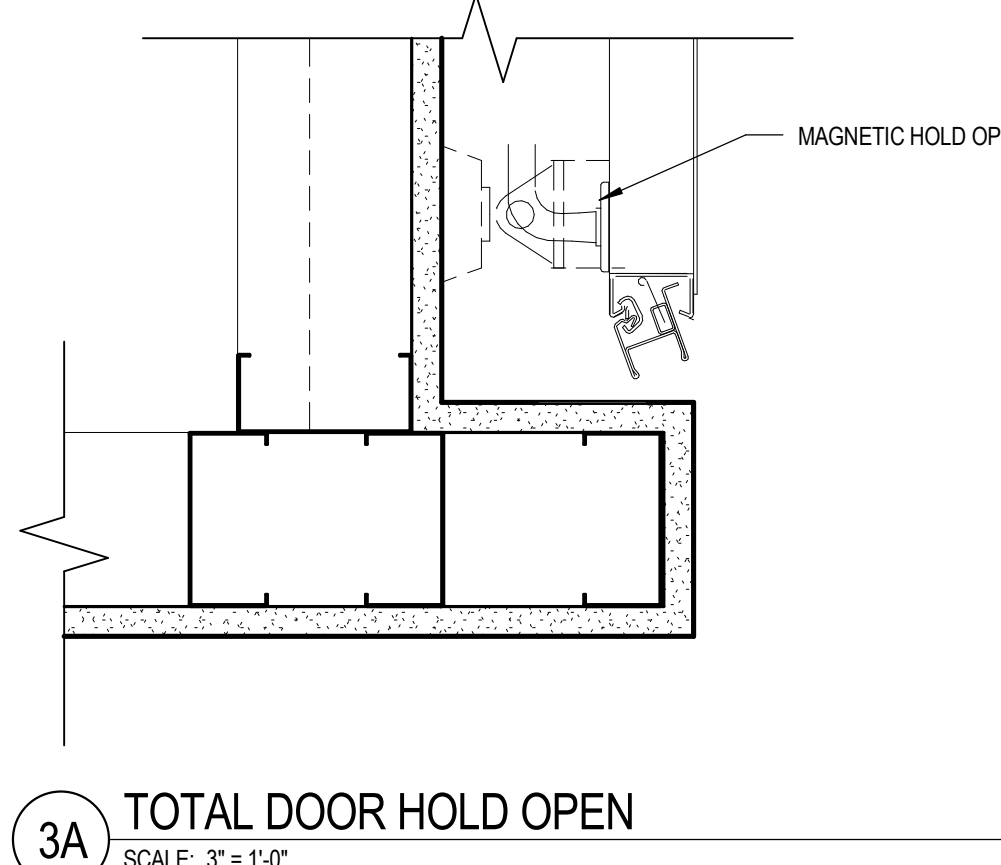 MAGNETIC HOLD OP
3A
TOTAL DOOR HOLD OPEN
SCALE: 3" = 1'-0"